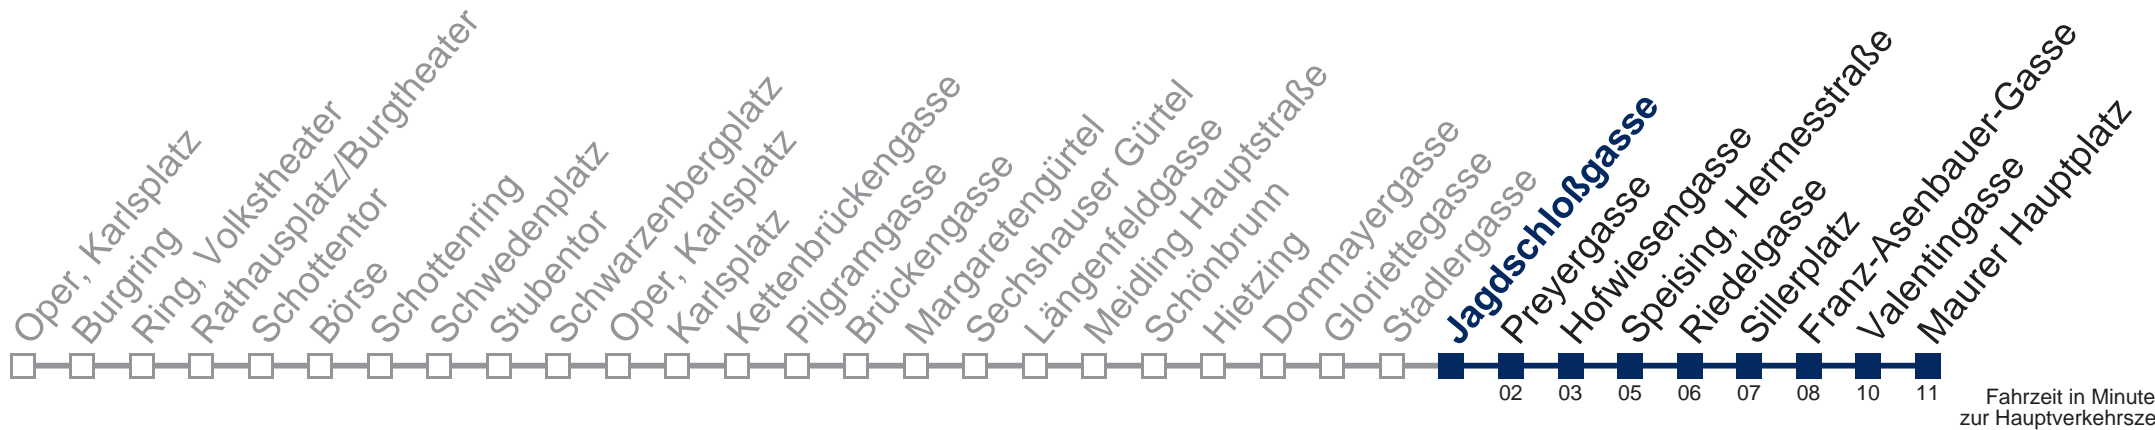 Oper, Karlsplatz
Burgring
Ring, Volkstheater
Rathausplatz/Burgtheater
Schottentor
Börse
Schottenring
Schwedenplatz
Stubentor
Schwarzenbergplatz
Oper, Karlsplatz
Karlsplatz
Kettenbrückengasse
Pilgramgasse
Brückengasse
Margaretengürtel
Sechshauser Gürtel
Längenfeldgasse
Meidling Hauptstraße
Schönbrunn
Hietzing
Dommayergasse
Gloriettegasse
Stadlergasse
Jagdschloßgasse
Preyergasse
Hofwiesengasse
Speising, Hermesstraße
Riedelgasse
Sillerplatz
Franz-Asenbauer-Gasse
Valentingasse
Maurer Hauptplatz
02 03 05 06 07 08 10 11
Fahrzeit in Minute
zur Hauptverkehrsze